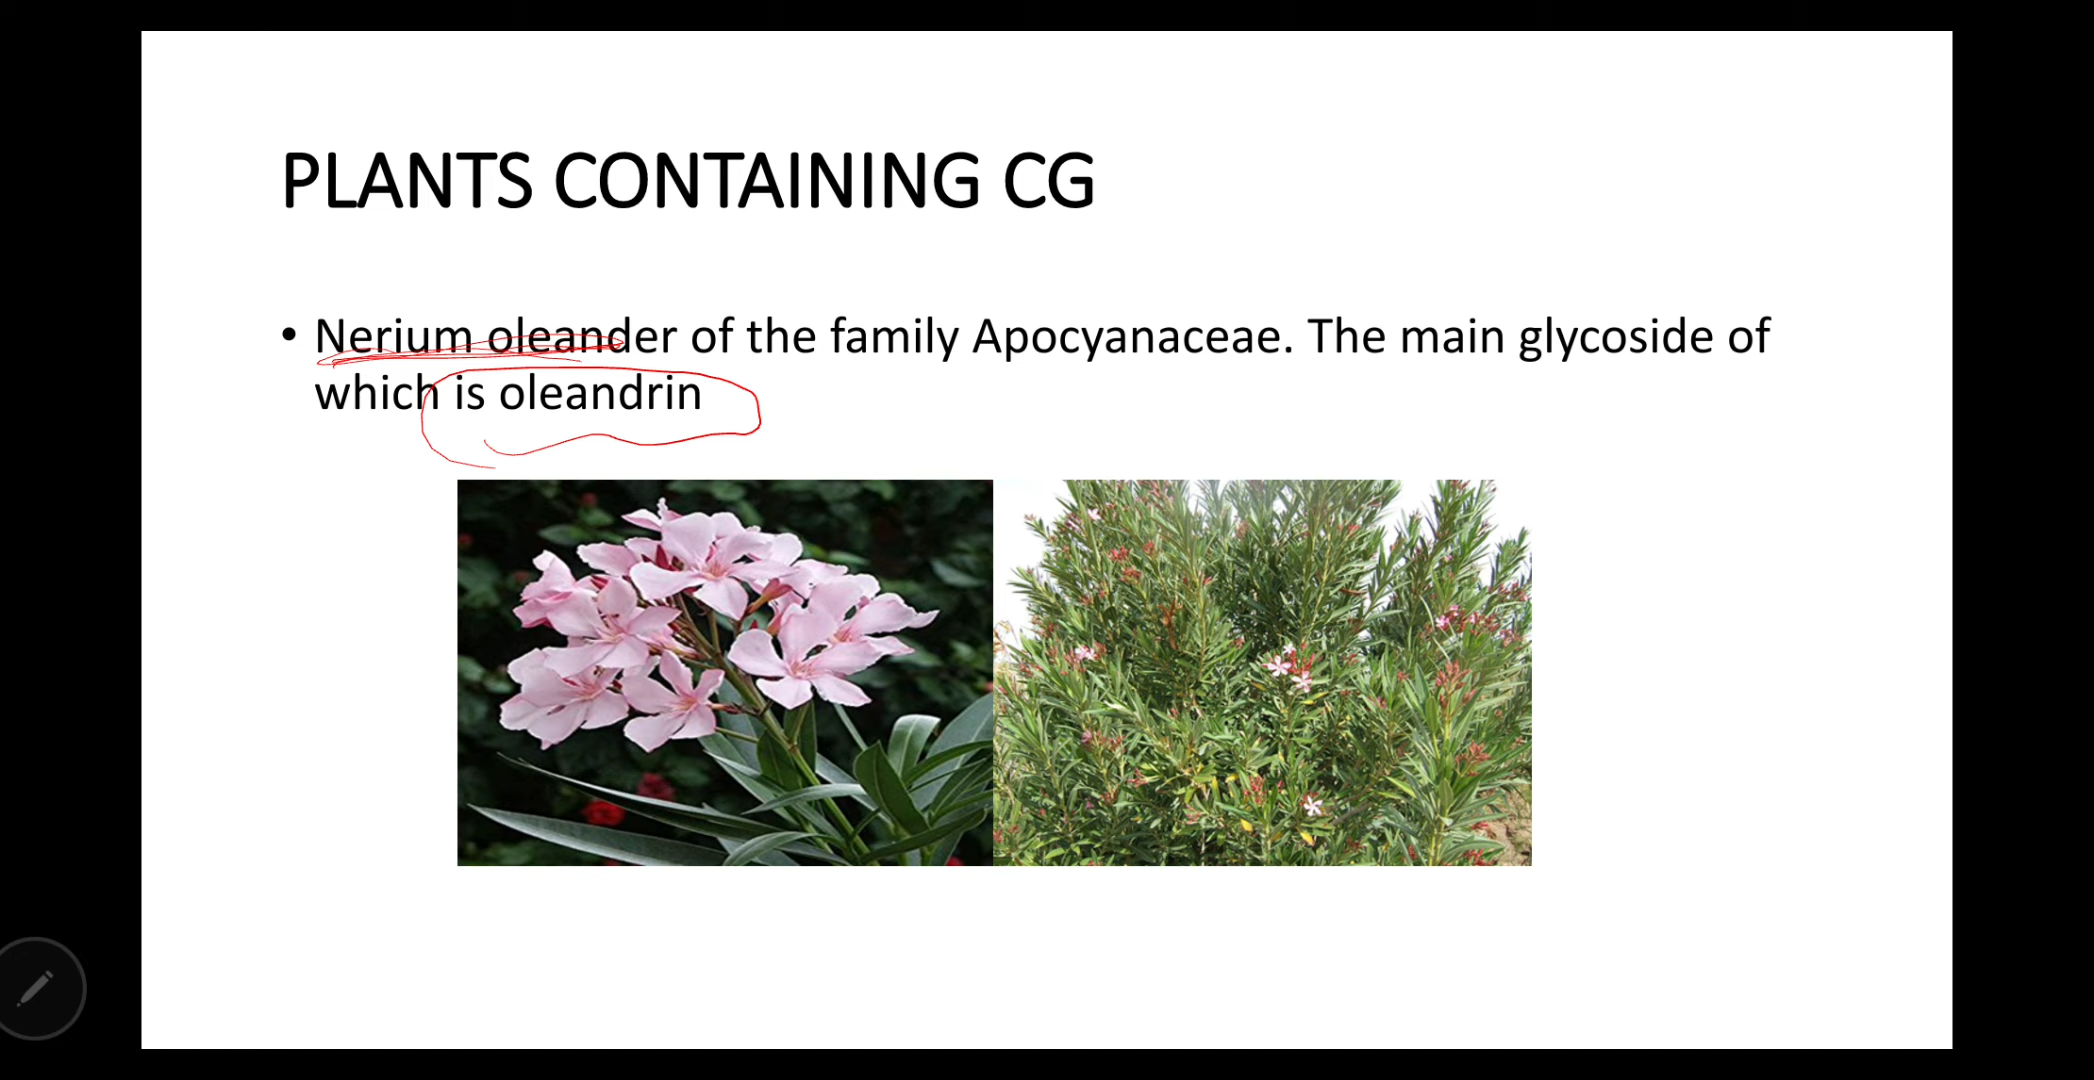 PLANTS CONTAINING CG
• Nerium oleander of the family Apocyanaceae. The main glycoside of
which is oleandrin